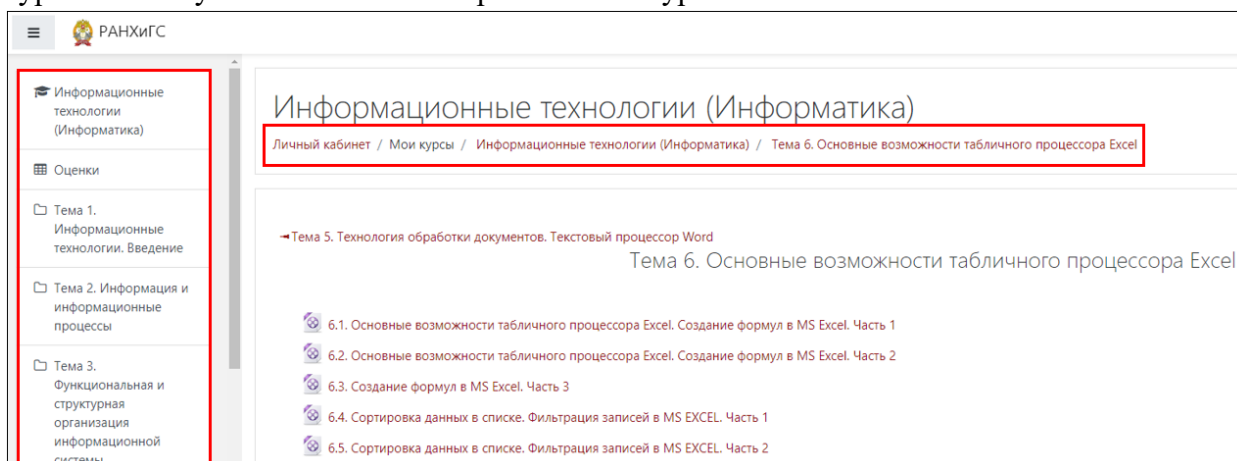 РАНХиГС
Информационные
технологии
(Информатика)
Оценки
Тема 1.
Информационные
технологии. Введение
Тема 2. Информация и
информационные
процессы
Тема 3.
Функциональная и
структурная
организация
информационной
системы
Информационные технологии (Информатика)
Личный кабинет / Мои курсы / Информационные технологии (Информатика) / Тема 6. Основные возможности табличного процессора Excel
Тема 5. Технология обработки документов. Текстовый процессор Word
Тема 6. Основные возможности табличного процессора Excel
6.1. Основные возможности табличного процессора Excel. Создание формул в MS Excel. Часть 1
6.2. Основные возможности табличного процессора Excel. Создание формул в MS Excel. Часть 2
6.3. Создание формул в MS Excel. Часть 3
6.4. Сортировка данных в списке. Фильтрация записей в MS EXCEL. Часть 1
6.5. Сортировка данных в списке. Фильтрация записей в MS EXCEL. Часть 2